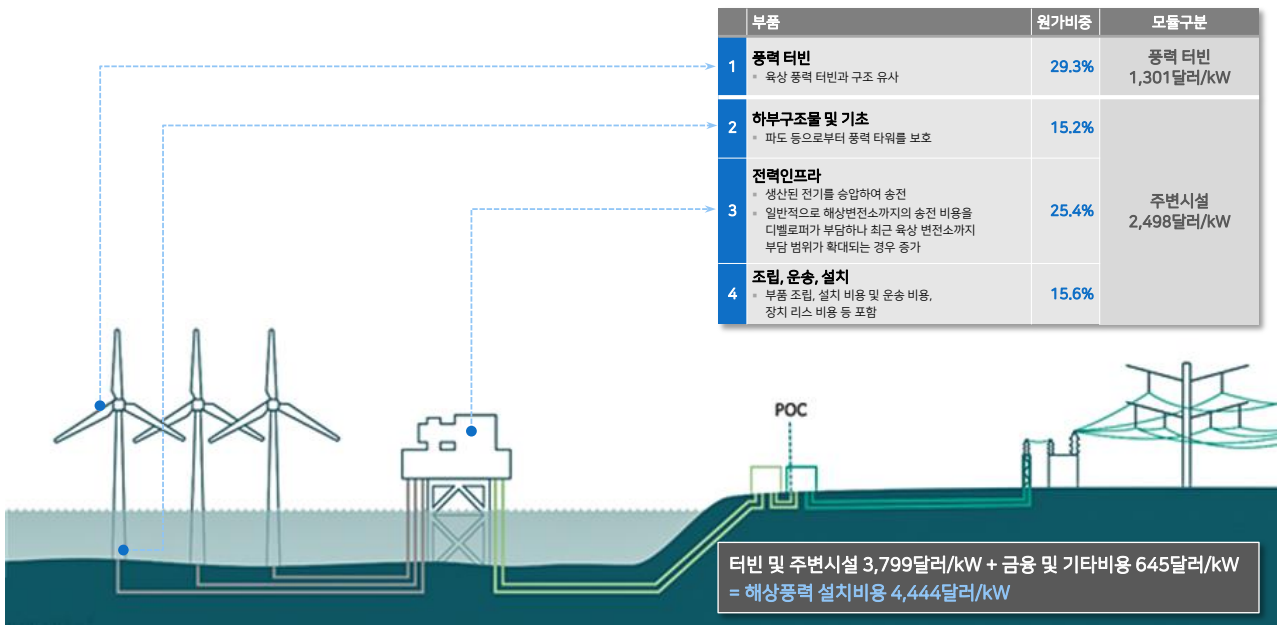 부품 원가비중 모듈구분
1 풍력 터빈 29.3% 풍력 터빈
▪ 육상 풍력 터빈과 구조 유사 1,301달러/kW
2 하부구조물 및 기초 15.2%
▪ 파도 등으로부터 풍력 타워를 보호
3 전력인프라 25.4% 주변시설
▪ 생산된 전기를 승압하여 송전 2,498달러/kW
▪ 일반적으로 해상변전소까지의 송전 비용을
디벨로퍼가 부담하나 최근 육상 변전소까지
부담 범위가 확대되는 경우 증가
4 조립, 운송, 설치 15.6%
▪ 부품 조립, 설치 비용 및 운송 비용,
장치 리스 비용 등 포함
POC
터빈 및 주변시설 3,799달러/kW + 금융 및 기타비용 645달러/kW
= 해상풍력 설치비용 4,444달러/kW